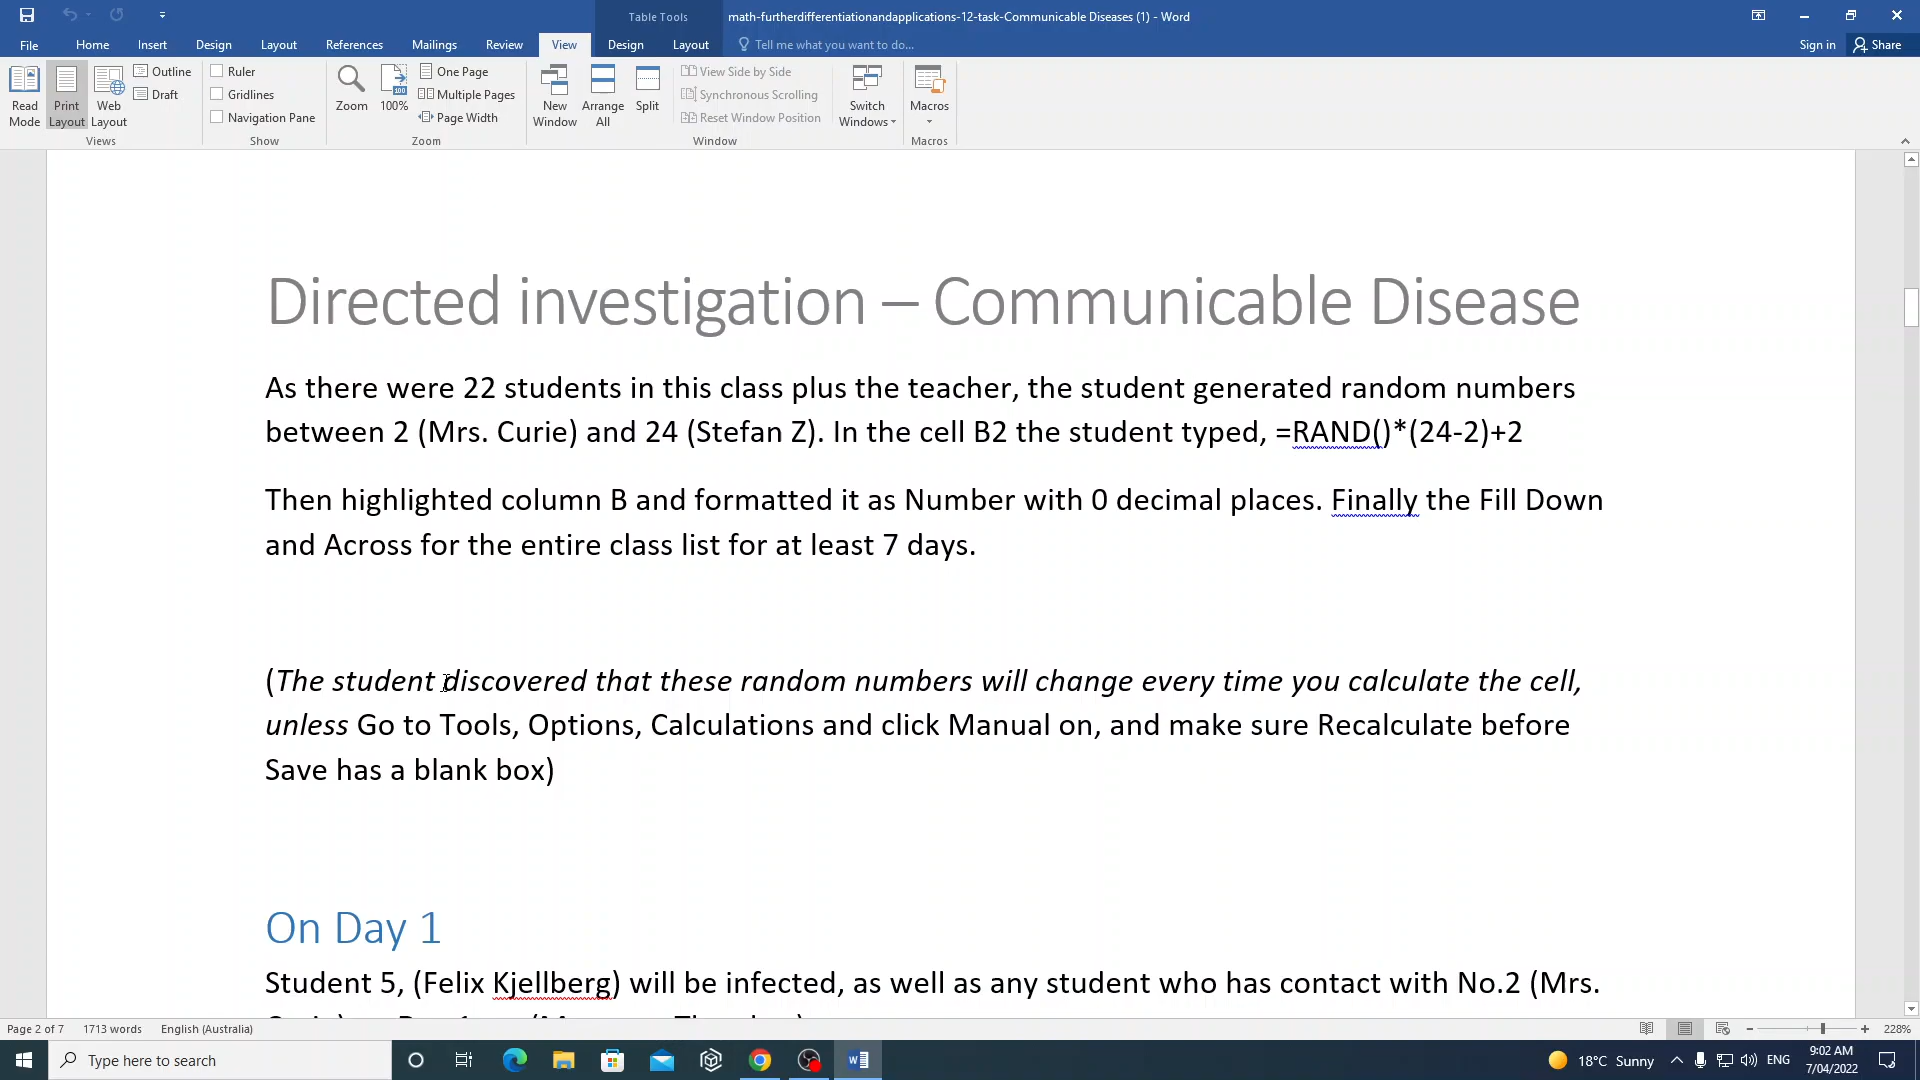 Table Tools
math-furtherdifferentiationandapplications-12-task-Communicable Diseases (1) - Word
File Home Insert Design Layout References Mailings Review View Design Layout Tell me what you want to do... Sign in Share
Read Mode
Print Layout
Web Layout
Outline
Draft
Views
Ruler
Gridlines
Navigation Pane
Show
Zoom
100%
One Page
Multiple Pages
Page Width
Zoom
New Window
Arrange All
Split
View Side by Side
Synchronous Scrolling
Reset Window Position
Window
Switch Windows
Macros
Macros
Directed investigation – Communicable Disease
As there were 22 students in this class plus the teacher, the student generated random numbers
between 2 (Mrs. Curie) and 24 (Stefan Z). In the cell B2 the student typed, =RAND()*(24-2)+2
Then highlighted column B and formatted it as Number with 0 decimal places. Finally the Fill Down
and Across for the entire class list for at least 7 days.
(The student discovered that these random numbers will change every time you calculate the cell,
unless Go to Tools, Options, Calculations and click Manual on, and make sure Recalculate before
Save has a blank box)
On Day 1
Student 5, (Felix Kjellberg) will be infected, as well as any student who has contact with No.2 (Mrs.
Page 2 of 7 1713 words English (Australia) 228%
Type here to search
18°C Sunny
ENG
9:02 AM
7/04/2022